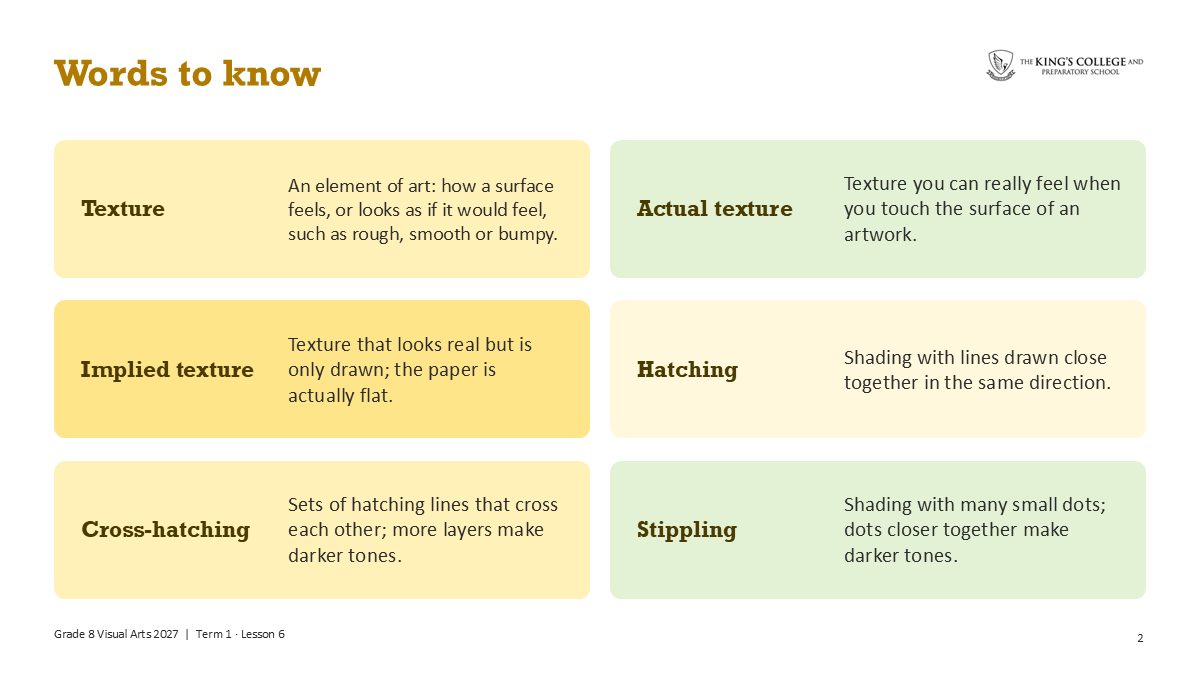 Words to know
THE KING'S COLLEGE AND
PREPARATORY SCHOOL
Texture
An element of art: how a surface
feels, or looks as if it would feel,
such as rough, smooth or bumpy.
Actual texture
Texture you can really feel when
you touch the surface of an
artwork.
Implied texture
Texture that looks real but is
only drawn; the paper is
actually flat.
Hatching
Shading with lines drawn close
together in the same direction.
Cross-hatching
Sets of hatching lines that cross
each other; more layers make
darker tones.
Stippling
Shading with many small dots;
dots closer together make
darker tones.
Grade 8 Visual Arts 2027 | Term 1 · Lesson 6
2